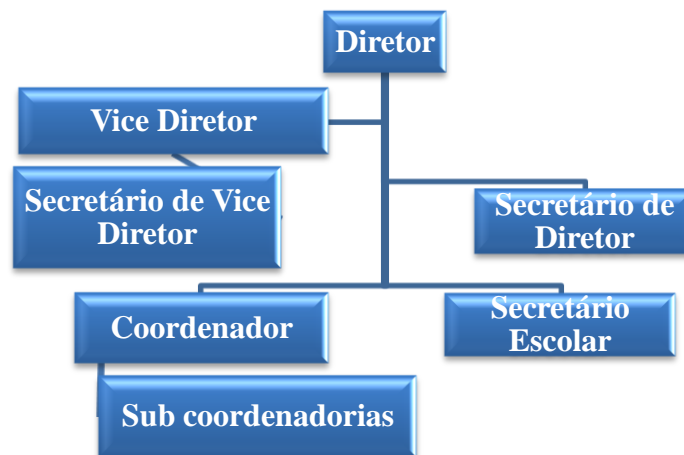 Diretor
Vice Diretor
Secretário de Vice
Diretor
Secretário de
Diretor
Coordenador
Secretário
Escolar
Sub coordenadorias